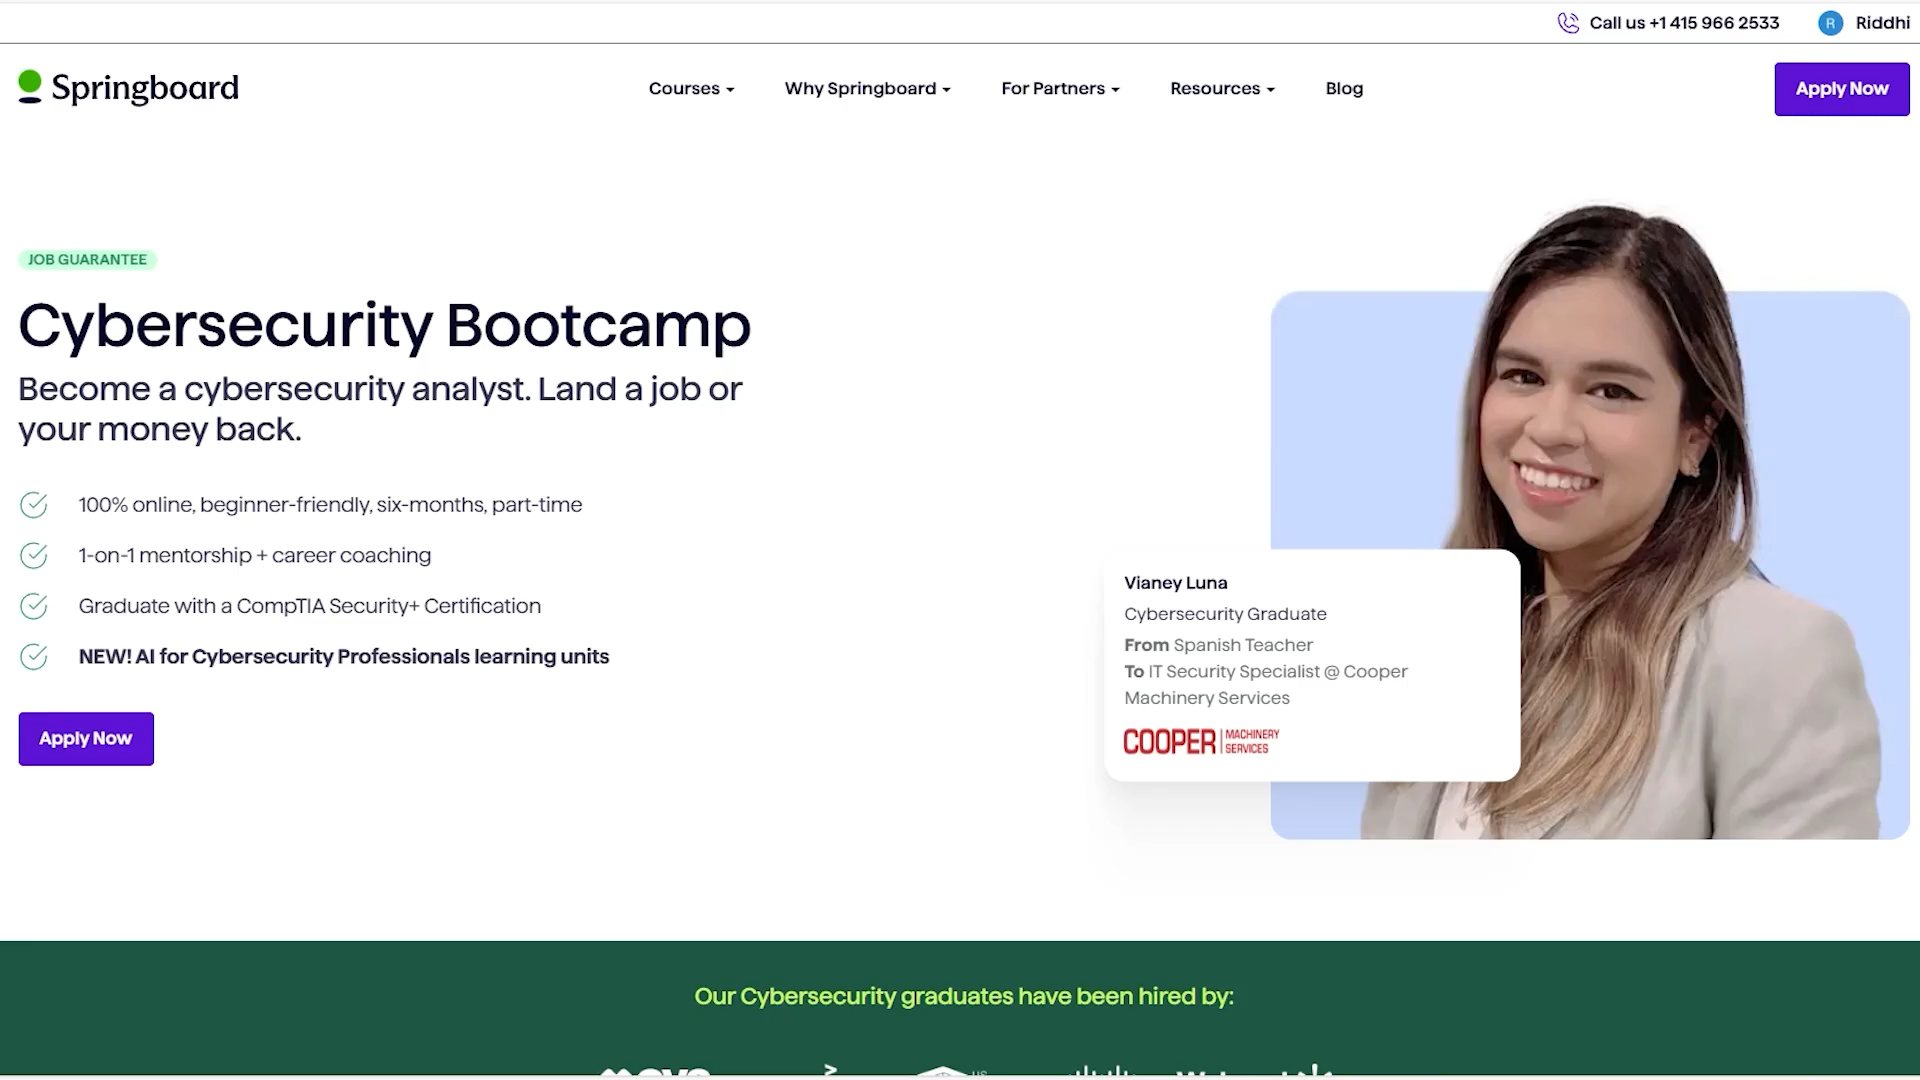 Call us +1 415 966 2533
R
Riddhi
Springboard
Courses
Why Springboard
For Partners
Resources
Blog
Apply Now
JOB GUARANTEE
Cybersecurity Bootcamp
Become a cybersecurity analyst. Land a job or
your money back.
100% online, beginner-friendly, six-months, part-time
1-on-1 mentorship + career coaching
Graduate with a CompTIA Security+ Certification
NEW! AI for Cybersecurity Professionals learning units
Apply Now
Vianey Luna
Cybersecurity Graduate
From Spanish Teacher
To IT Security Specialist @ Cooper
Machinery Services
COOPER MACHINERY
SERVICES
Our Cybersecurity graduates have been hired by: